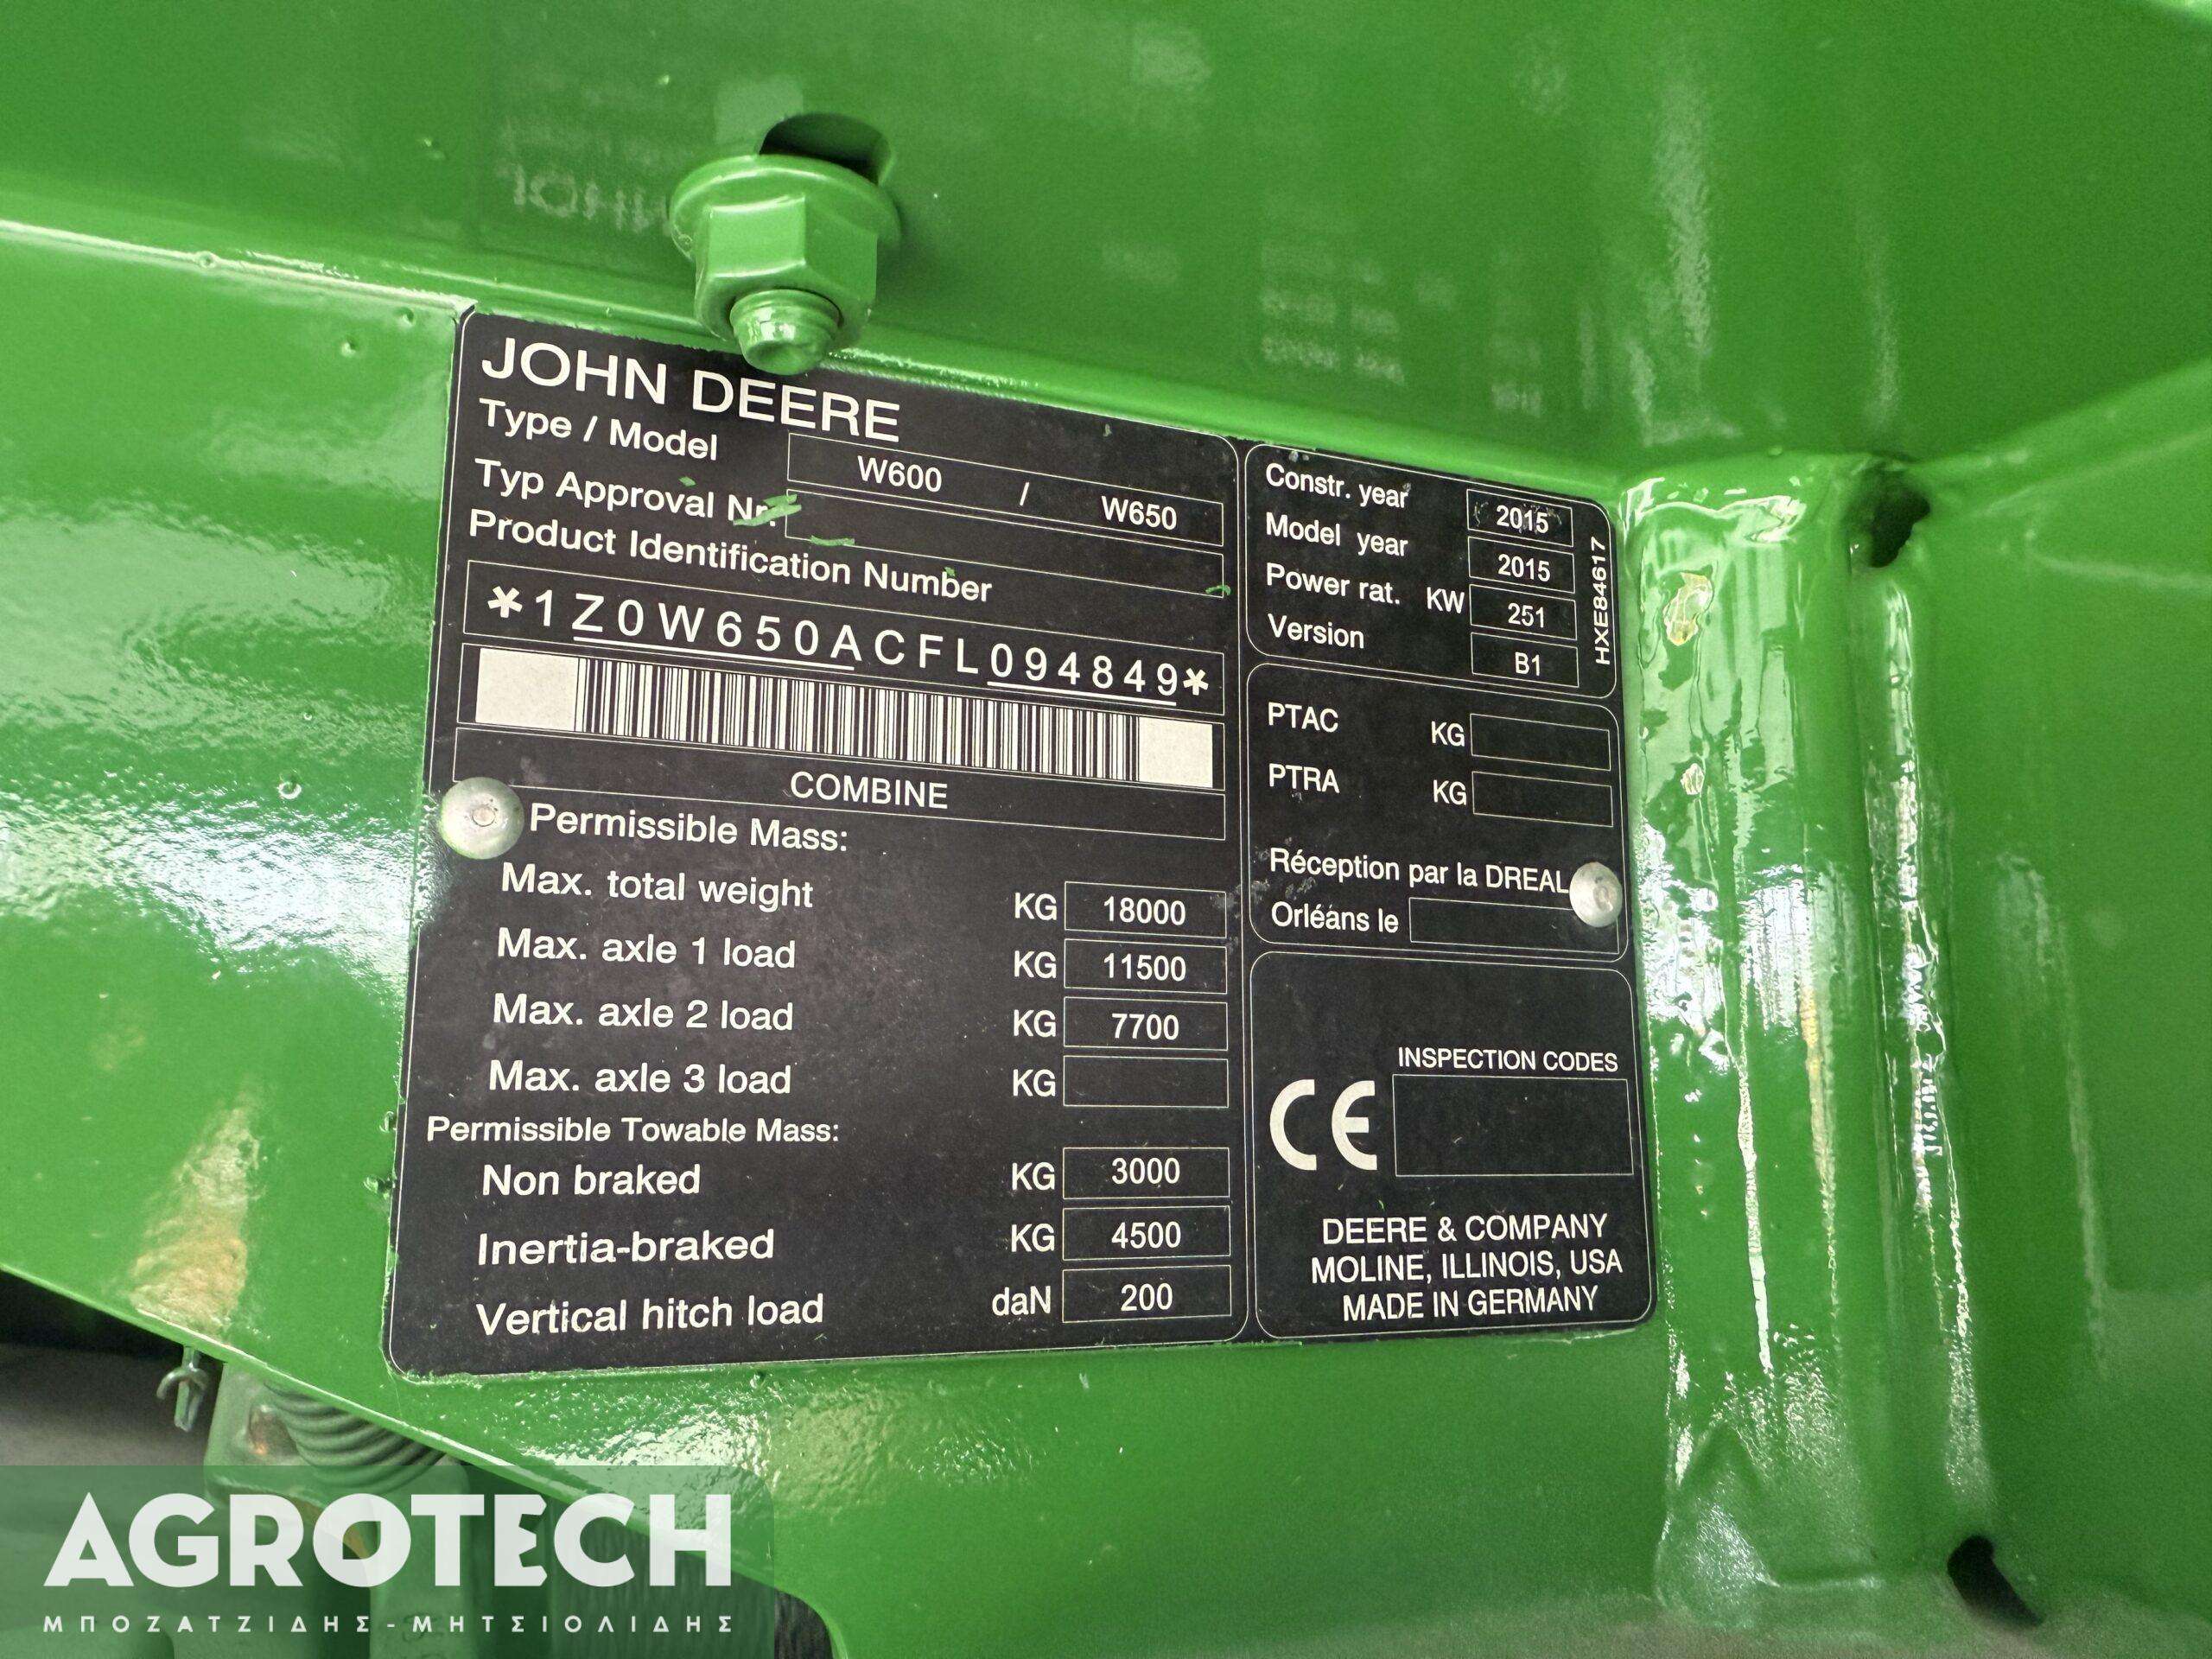 JOHN DEERE
Type / Model W600 / W650
Typ Approval Nr.
Product Identification Number
*1Z0W650ACFL094849*
COMBINE
Permissible Mass:
Max. total weight KG 18000
Max. axle 1 load KG 11500
Max. axle 2 load KG 7700
Max. axle 3 load KG
Permissible Towable Mass:
Non braked KG 3000
Inertia-braked KG 4500
Vertical hitch load daN 200
Constr. year 2015
Model year 2015
Power rat. KW 251
Version B1
HXE84617
PTAC KG
PTRA KG
Réception par la DREAL
Orléans le
INSPECTION CODES
CE
DEERE & COMPANY
MOLINE, ILLINOIS, USA
MADE IN GERMANY
AGROTECH
ΜΠΟΖΑΤΖΙΔΗΣ-ΜΗΤΣΙΟΛΙΔΗΣ